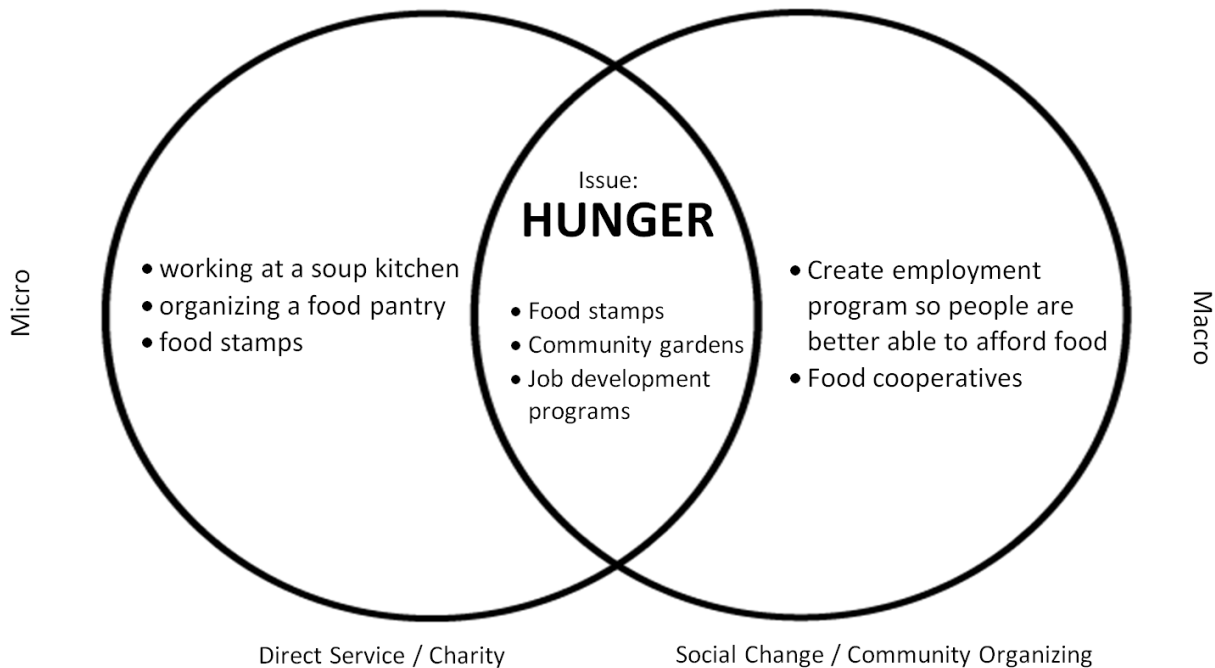 Issue:
HUNGER
Micro
• working at a soup kitchen
• organizing a food pantry
• food stamps
• Food stamps
• Community gardens
• Job development
programs
• Create employment
program so people are
better able to afford food
• Food cooperatives
Macro
Direct Service / Charity
Social Change / Community Organizing